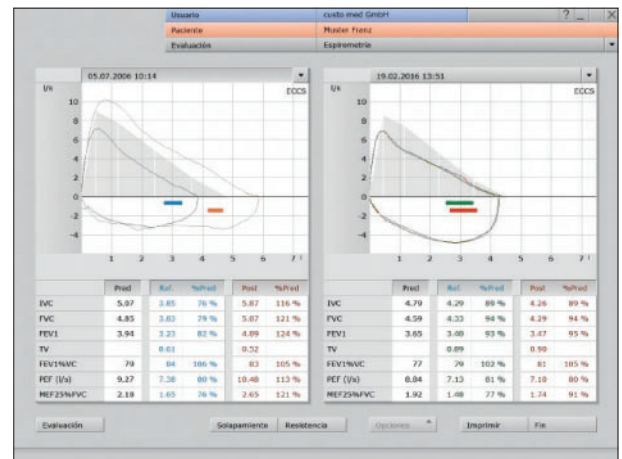 Usuario custo med GmbH ? _ X
Paciente Muster Franz
Evaluación Espirometría
05.07.2006 10:14
l/s ECCS
10
8
6
4
2
0
-2
-4
1 2 3 4 5 6 7 l
Pred Ref. %Pred Post %Pred
IVC 5.07 3.85 76 % 5.87 116 %
FVC 4.85 3.83 79 % 5.87 121 %
FEV1 3.94 3.23 82 % 4.89 124 %
TV 0.61 0.52
FEV1%VC 79 84 106 % 83 105 %
PEF (l/s) 9.27 7.38 80 % 10.48 113 %
MEF25%FVC 2.18 1.65 76 % 2.65 121 %
19.02.2016 13:51
l/s ECCS
10
8
6
4
2
0
-2
-4
1 2 3 4 5 6 7 l
Pred Ref. %Pred Post %Pred
IVC 4.79 4.29 89 % 4.26 89 %
FVC 4.59 4.33 94 % 4.29 94 %
FEV1 3.65 3.40 93 % 3.47 95 %
TV 0.89 0.90
FEV1%VC 77 79 102 % 81 105 %
PEF (l/s) 8.84 7.13 81 % 7.10 80 %
MEF25%FVC 1.92 1.48 77 % 1.74 91 %
Evaluación Solapamiento Resistencia Opciones Imprimir Fin